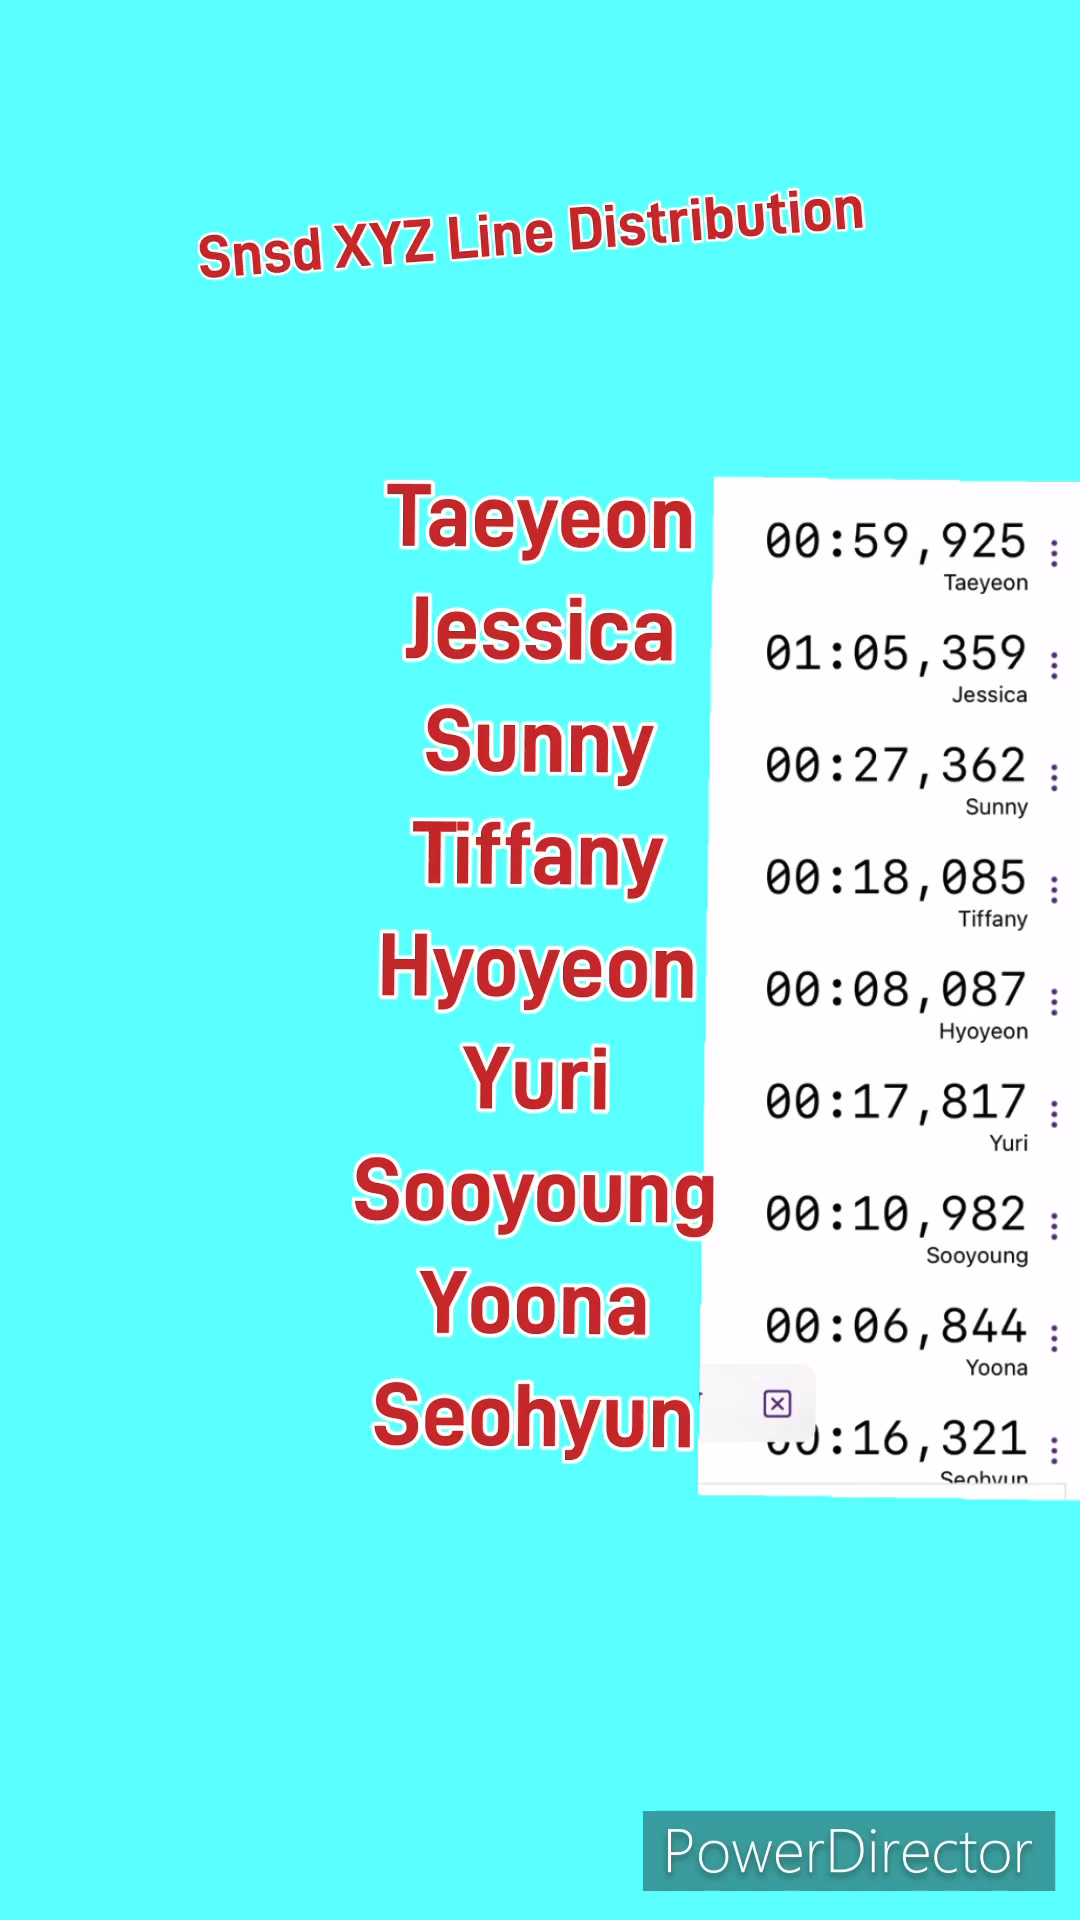 Snsd XYZ Line Distribution
Taeyeon
00:59,925
Taeyeon
Jessica
01:05,359
Jessica
Sunny
00:27,362
Sunny
Tiffany
00:18,085
Tiffany
Hyoyeon
00:08,087
Hyoyeon
Yuri
00:17,817
Yuri
Sooyoung
00:10,982
Sooyoung
Yoona
00:06,844
Yoona
Seohyun
00:16,321
Seohyun
PowerDirector